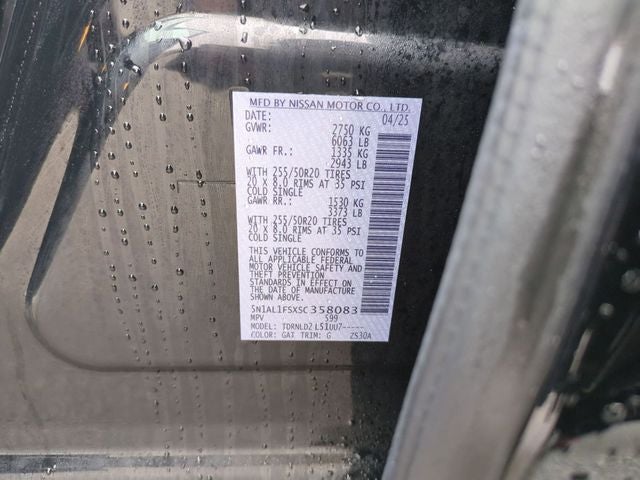 MFD BY NISSAN MOTOR CO., LTD.
DATE: 04/25
GVWR: 2750 KG
6063 LB
GAWR FR.: 1335 KG
2943 LB
WITH 255/50R20 TIRES
20 X 8.0 RIMS AT 35 PSI
COLD SINGLE
GAWR RR.: 1530 KG
3373 LB
WITH 255/50R20 TIRES
20 X 8.0 RIMS AT 35 PSI
COLD SINGLE
THIS VEHICLE CONFORMS TO
ALL APPLICABLE FEDERAL
MOTOR VEHICLE SAFETY AND
THEFT PREVENTION
STANDARDS IN EFFECT ON
THE DATE OF MANUFACTURE
SHOWN ABOVE.
5N1AL1FSXSC358083
MPV 599
MODEL: TDRNLD2 L51UU7-----
COLOR: GAT TRIM: G 2S30A